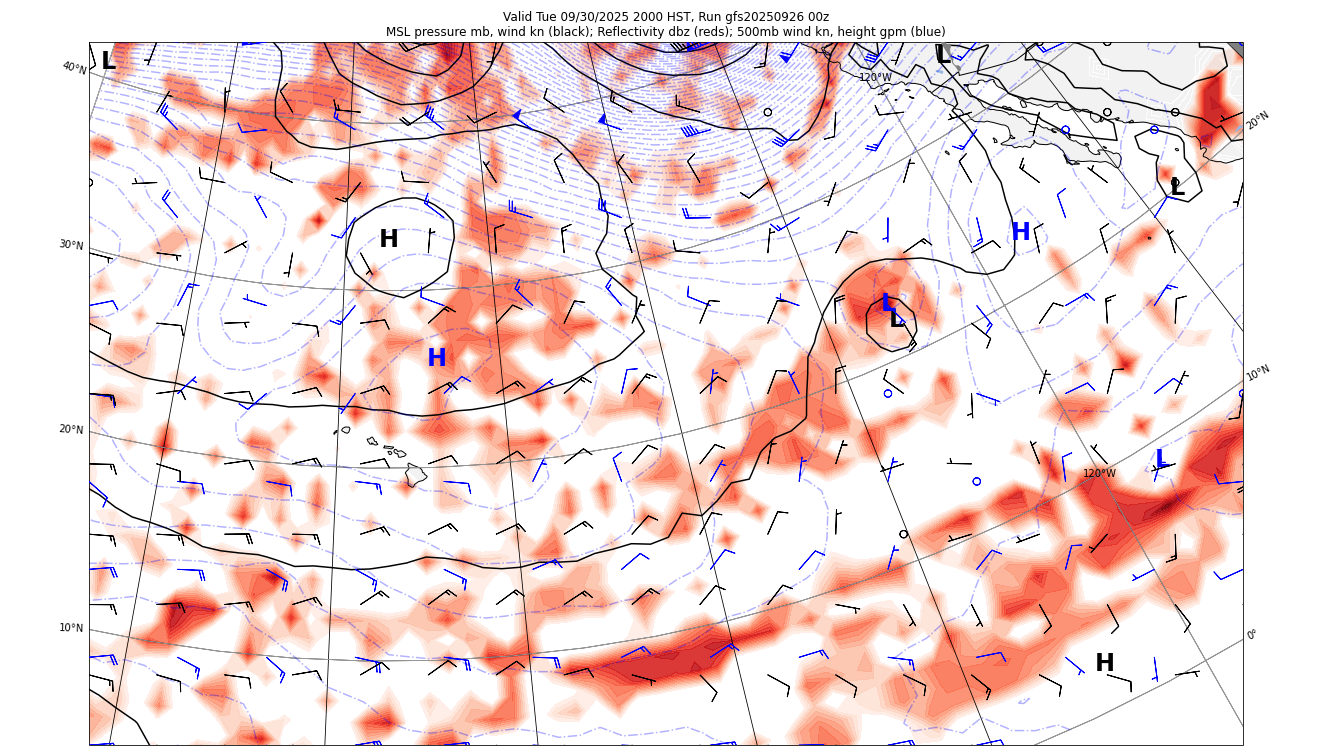 Valid Tue 09/30/2025 2000 HST, Run gfs20250926 00z
MSL pressure mb, wind kn (black); Reflectivity dbz (reds); 500mb wind kn, height gpm (blue)
L
L
40°N
120°W
20°N
L
H
H
30°N
L
L
H
10°N
20°N
L
120°W
10°N
0°
H